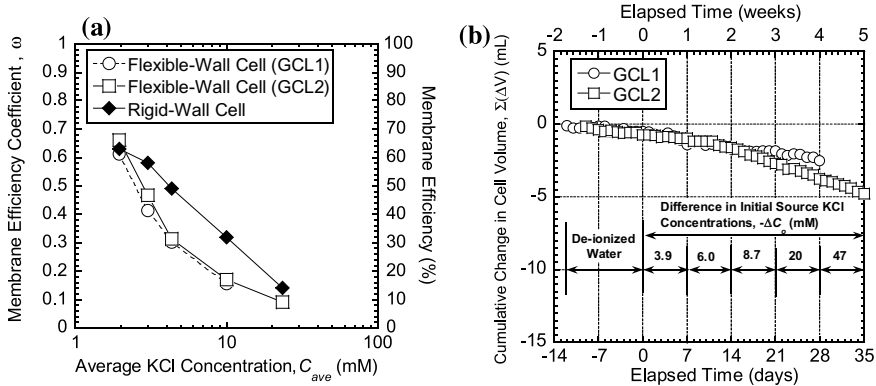 (a)
Membrane Efficiency Coefficient , ω
1
0.9
0.8
0.7
0.6
0.5
0.4
0.3
0.2
0.1
0
Flexible-Wall Cell (GCL1)
Flexible-Wall Cell (GCL2)
Rigid-Wall Cell
100
90
80
70
60
50
40
30
20
10
0
Membrane Efficiency (%)
1 10 100
Average KCl Concentration, C_ave (mM)
(b)
Elapsed Time (weeks)
-2 -1 0 1 2 3 4 5
Cumulative Change in Cell Volume, Σ(ΔV) (mL)
5
0
-5
-10
-15
GCL1
GCL2
Difference in Initial Source KCl
Concentrations, -ΔC_o (mM)
De-ionized
Water
3.9 6.0 8.7 20 47
-14 -7 0 7 14 21 28 35
Elapsed Time (days)